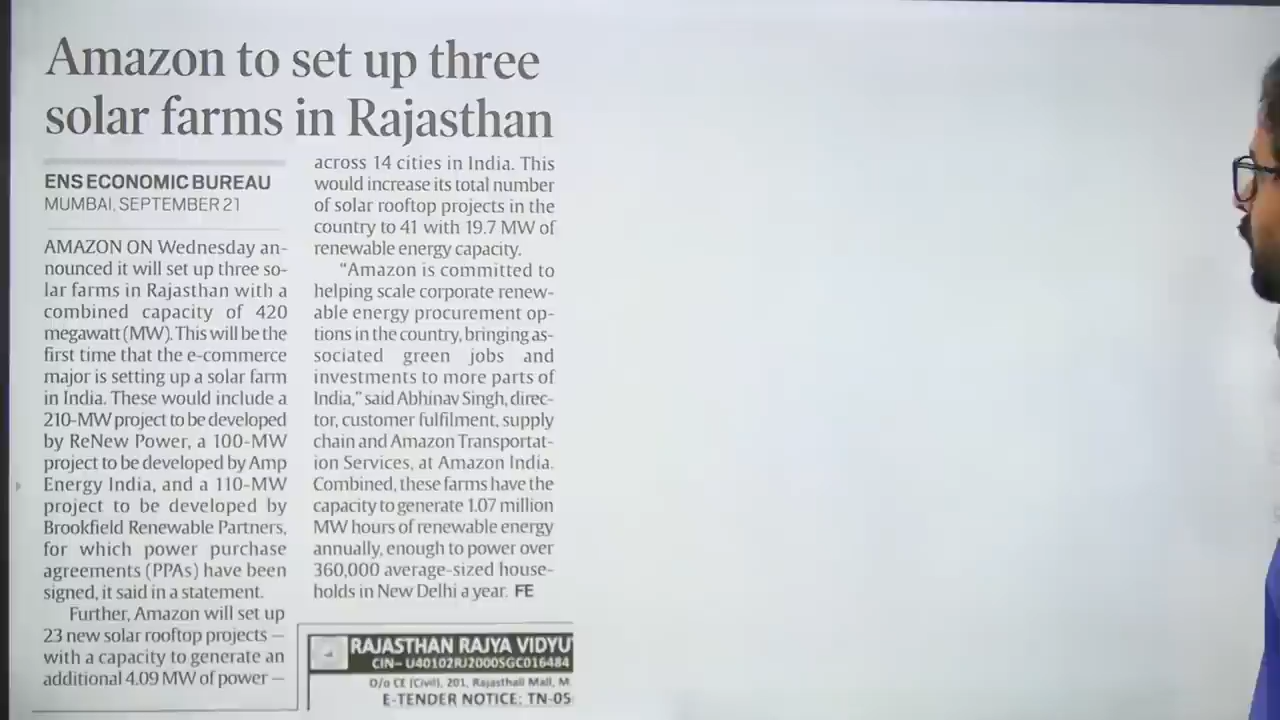 Amazon to set up three
solar farms in Rajasthan
ENS ECONOMIC BUREAU
MUMBAI, SEPTEMBER 21
AMAZON ON Wednesday an-
nounced it will set up three so-
lar farms in Rajasthan with a
combined capacity of 420
megawatt (MW). This will be the
first time that the e-commerce
major is setting up a solar farm
in India. These would include a
210-MW project to be developed
by ReNew Power, a 100-MW
project to be developed by Amp
Energy India, and a 110-MW
project to be developed by
Brookfield Renewable Partners,
for which power purchase
agreements (PPAs) have been
signed, it said in a statement.
Further, Amazon will set up
23 new solar rooftop projects —
with a capacity to generate an
additional 4.09 MW of power —
across 14 cities in India. This
would increase its total number
of solar rooftop projects in the
country to 41 with 19.7 MW of
renewable energy capacity.
“Amazon is committed to
helping scale corporate renew-
able energy procurement op-
tions in the country, bringing as-
sociated green jobs and
investments to more parts of
India,” said Abhinav Singh, direc-
tor, customer fulfilment, supply
chain and Amazon Transportat-
ion Services, at Amazon India.
Combined, these farms have the
capacity to generate 1.07 million
MW hours of renewable energy
annually, enough to power over
360,000 average-sized house-
holds in New Delhi a year. FE
RAJASTHAN RAJYA VIDYU
CIN– U40102RJ2000SGC016484
O/o CE (Civil), 201, Rajasthali Mall, M
E-TENDER NOTICE: TN-05